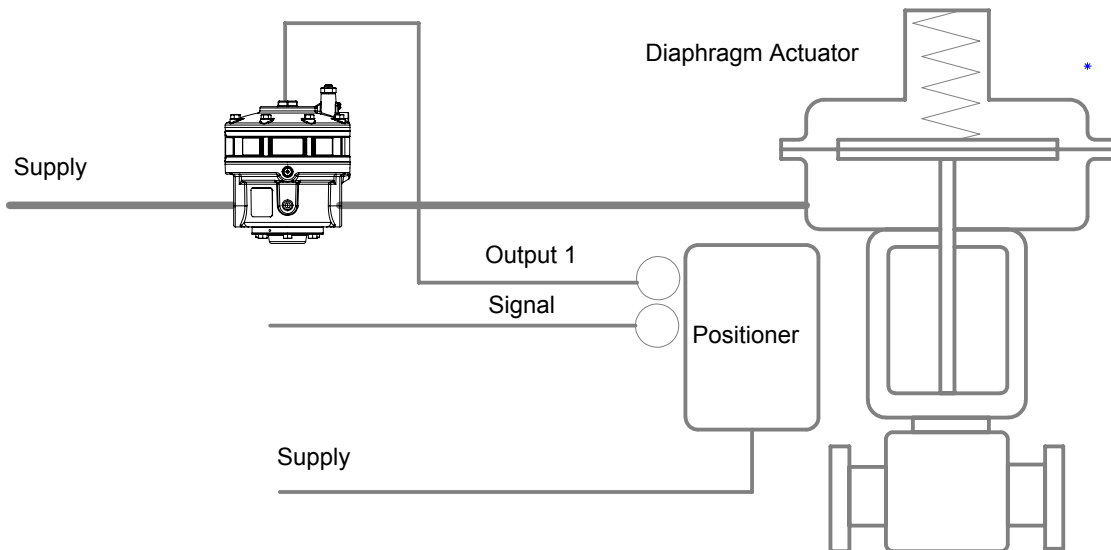 Diaphragm Actuator
Supply
Output 1
Signal
Positioner
Supply